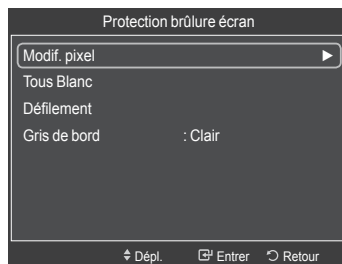 Protection brûlure écran
Modif. pixel
Tous Blanc
Défilement
Gris de bord : Clair
Dépl. Entrer Retour